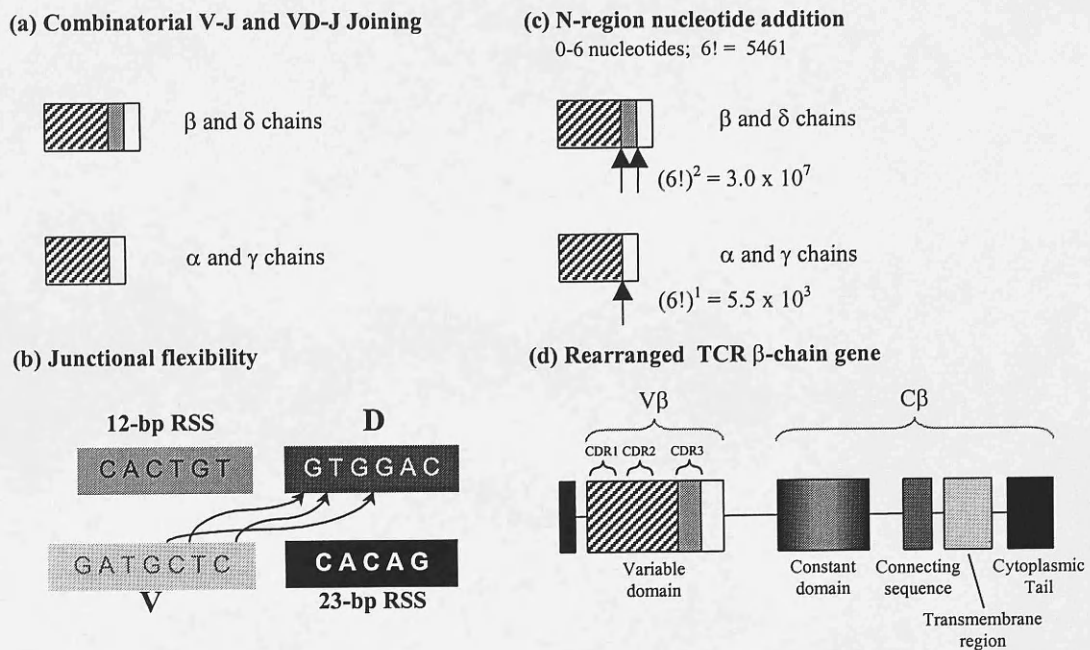 (a) Combinatorial V-J and VD-J Joining
β and δ chains
α and γ chains
(b) Junctional flexibility
12-bp RSS
D
CACTGT
GTGGAC
GATGCTC
CACAG
V
23-bp RSS
(c) N-region nucleotide addition
0-6 nucleotides; 6! = 5461
β and δ chains
(6!)² = 3.0 x 10⁷
α and γ chains
(6!)¹ = 5.5 x 10³
(d) Rearranged TCR β-chain gene
Vβ
Cβ
CDR1 CDR2 CDR3
Variable domain
Constant domain
Connecting sequence
Transmembrane region
Cytoplasmic Tail